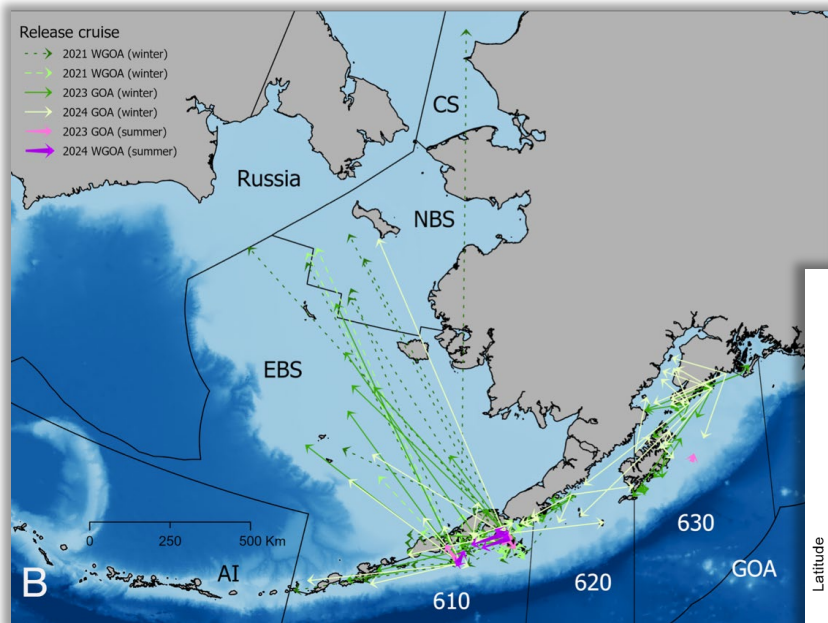 Release cruise
2021 WGOA (winter)
2021 WGOA (winter)
2023 GOA (winter)
2024 GOA (winter)
2023 GOA (summer)
2024 WGOA (summer)
CS
Russia
NBS
EBS
0 250 500 Km
630
B
AI
GOA
620
610
Latitude